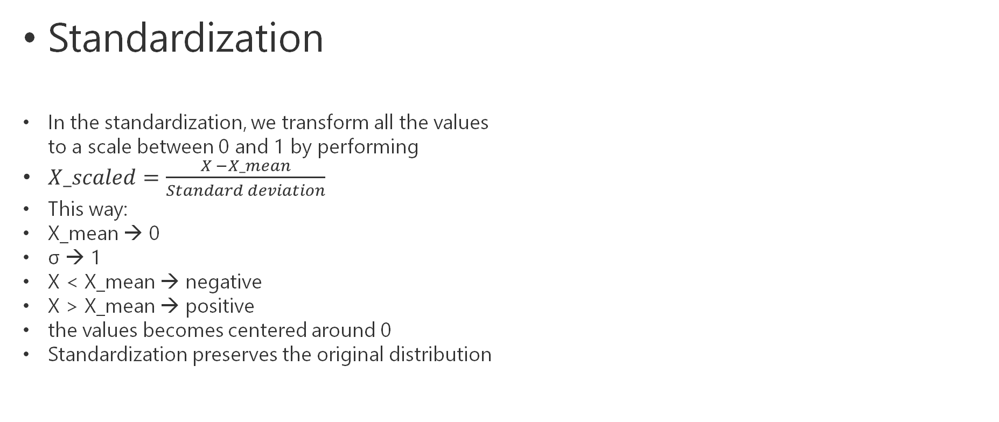 • Standardization
• In the standardization, we transform all the values
to a scale between 0 and 1 by performing
• X_scaled = \frac{X −X_mean}{Standard deviation}
• This way:
• X_mean → 0
• σ → 1
• X < X_mean → negative
• X > X_mean → positive
• the values becomes centered around 0
• Standardization preserves the original distribution